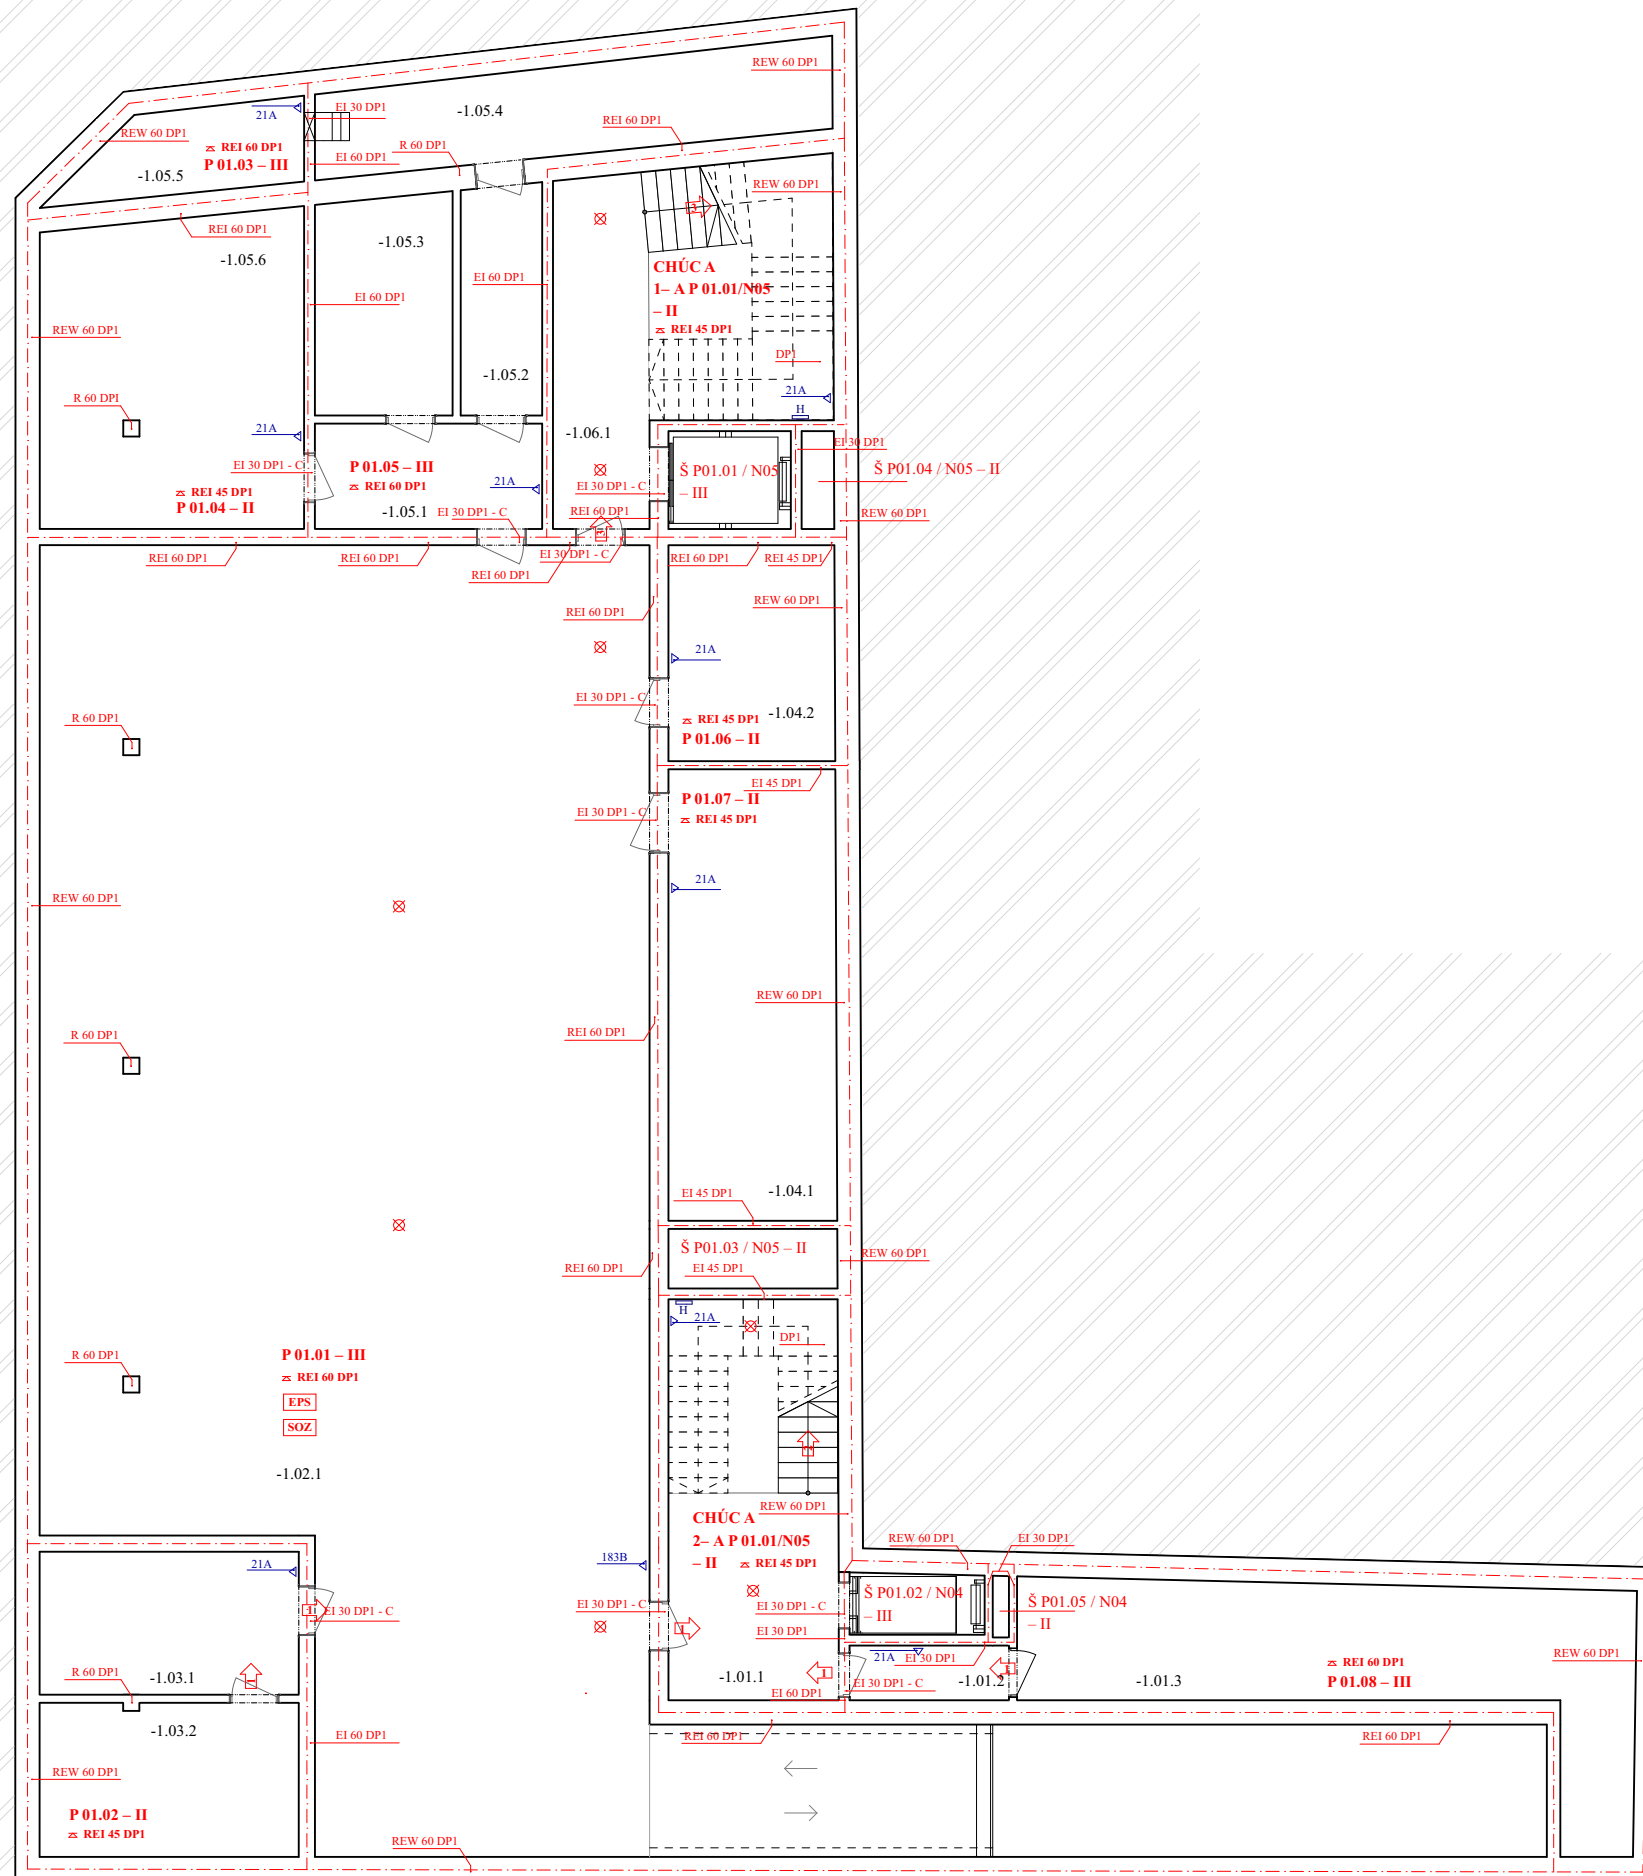 REW 60 DP1
EI 30 DP1
21A
-1.05.4
REW 60 DP1
REI 60 DP1
REI 60 DP1
P 01.03 – III
R 60 DP1
EI 60 DP1
-1.05.5
REW 60 DP1
REI 60 DP1
-1.05.3
-1.05.6
CHÚC A
1– A P 01.01/N05
– II
REI 45 DP1
EI 60 DP1
EI 60 DP1
REW 60 DP1
DP1
-1.05.2
21A
H
R 60 DPI
21A
-1.06.1
EI 30 DP1
EI 30 DP1 - C
P 01.05 – III
REI 60 DP1
Š P01.01 / N05
– III
Š P01.04 / N05 – II
21A
EI 30 DP1 - C
REI 45 DP1
P 01.04 – II
-1.05.1
EI 30 DP1 - C
REI 60 DP1
REW 60 DP1
3
3
REI 60 DP1
REI 60 DP1
EI 30 DP1 - C
REI 60 DP1
REI 45 DP1
REI 60 DP1
REI 60 DP1
REW 60 DP1
21A
EI 30 DP1 - C
R 60 DP1
REI 45 DP1
-1.04.2
P 01.06 – II
EI 45 DP1
P 01.07 – II
EI 30 DP1 - C
REI 45 DP1
21A
REW 60 DP1
REW 60 DP1
R 60 DP1
REI 60 DP1
EI 45 DP1
-1.04.1
Š P01.03 / N05 – II
REW 60 DP1
REI 60 DP1
EI 45 DP1
H
21A
DP1
P 01.01 – III
R 60 DP1
REI 60 DP1
EPS
SOZ
2
-1.02.1
REW 60 DP1
CHÚC A
2– A P 01.01/N05
– II
REI 45 DP1
REW 60 DP1
EI 30 DP1
183B
21A
Š P01.02 / N04
– III
Š P01.05 / N04
– II
EI 30 DP1 - C
EI 30 DP1 - C
EI 30 DP1 - C
1
1
EI 30 DP1
21A
EI 30 DP1
REW 60 DP1
REI 60 DP1
R 60 DP1
-1.03.1
1
-1.01.1
1
EI 30 DP1 - C
-1.01.2
1
-1.01.3
P 01.08 – III
EI 60 DP1
-1.03.2
EI 60 DP1
REI 60 DP1
REI 60 DP1
REW 60 DP1
P 01.02 – II
REI 45 DP1
REW 60 DP1